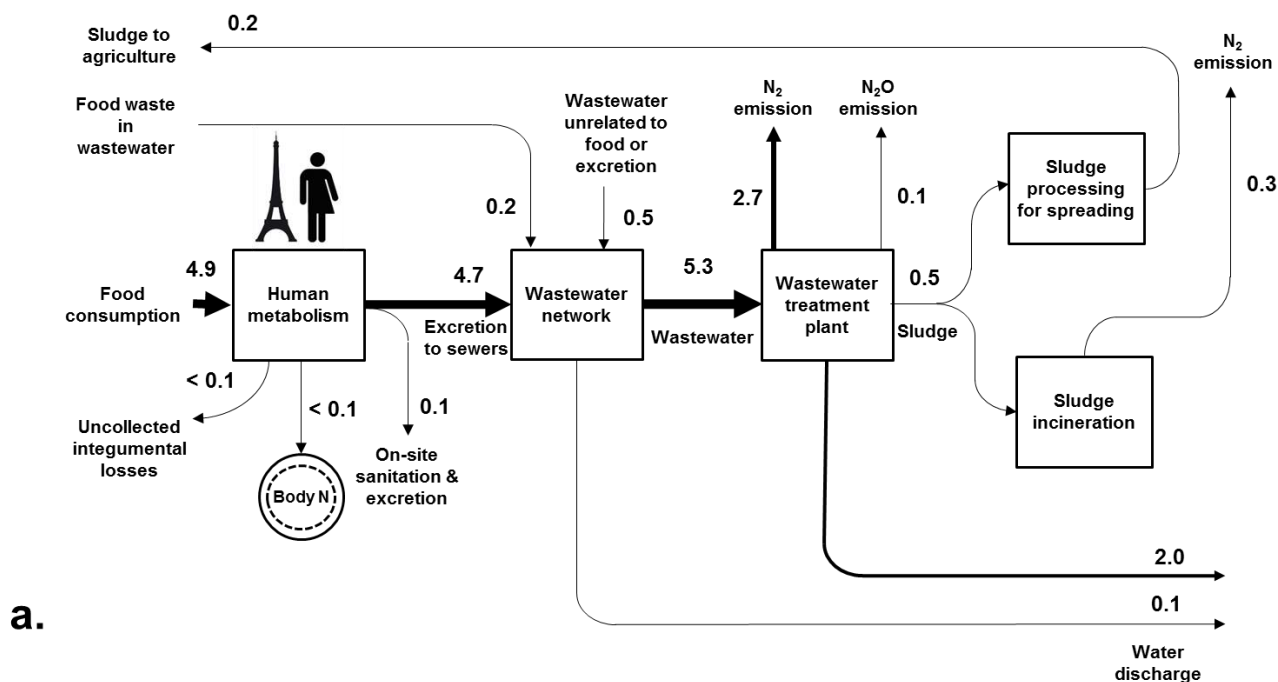 Sludge to
agriculture
0.2
N₂
emission
Food waste
in
wastewater
Wastewater
unrelated to
food or
excretion
N₂
emission
N₂O
emission
Sludge
processing
for spreading
0.2
0.5
2.7
0.1
0.3
4.9
Food
consumption
Human
metabolism
4.7
Excretion
to sewers
Wastewater
network
5.3
Wastewater
Wastewater
treatment
plant
0.5
Sludge
Sludge
incineration
< 0.1
Uncollected
integumental
losses
< 0.1
Body N
0.1
On-site
sanitation &
excretion
2.0
0.1
Water
discharge
a.